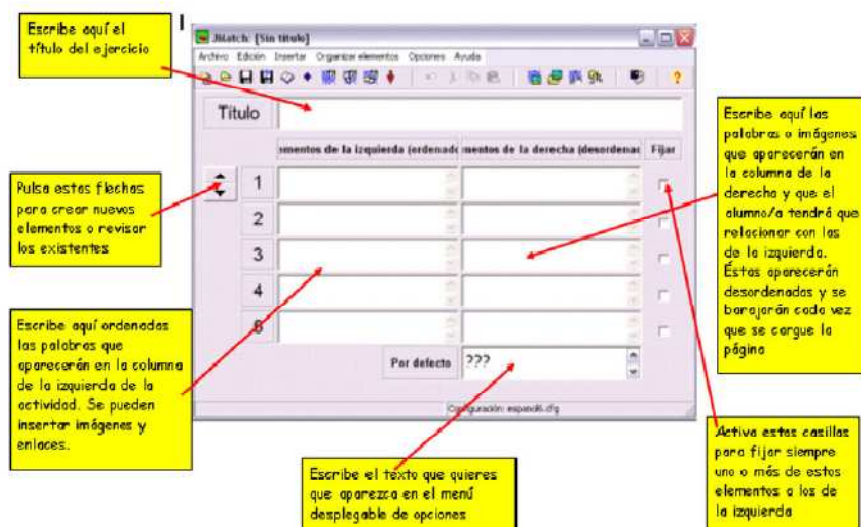 Escribe aquí el
título del ejercicio
JMatch: [Sin título]
Archivo Edición Insertar Organizar elementos Opciones Ayuda
Título
ementos de la izquierda (ordenado
mentos de la derecha (desordenad
Fijar
1
2
3
4
5
Por defecto
???
Configuración: espanol6.cfg
Pulsa estas flechas
para crear nuevos
elementos o revisar
los existentes
Escribe aquí ordenadas
las palabras que
aparecerán en la columna
de la izquierda de la
actividad. Se pueden
insertar imágenes y
enlaces.
Escribe el texto que quieres
que aparezca en el menú
desplegable de opciones
Escribe aquí las
palabras o imágenes
que aparecerán en
la columna de la
derecha y que el
alumno/a tendrá que
relacionar con las
de la izquierda.
Éstas aparecerán
desordenadas y se
barajarán cada vez
que se cargue la
página
Activa estas casillas
para fijar siempre
uno o más de estos
elementos a los de
la izquierda